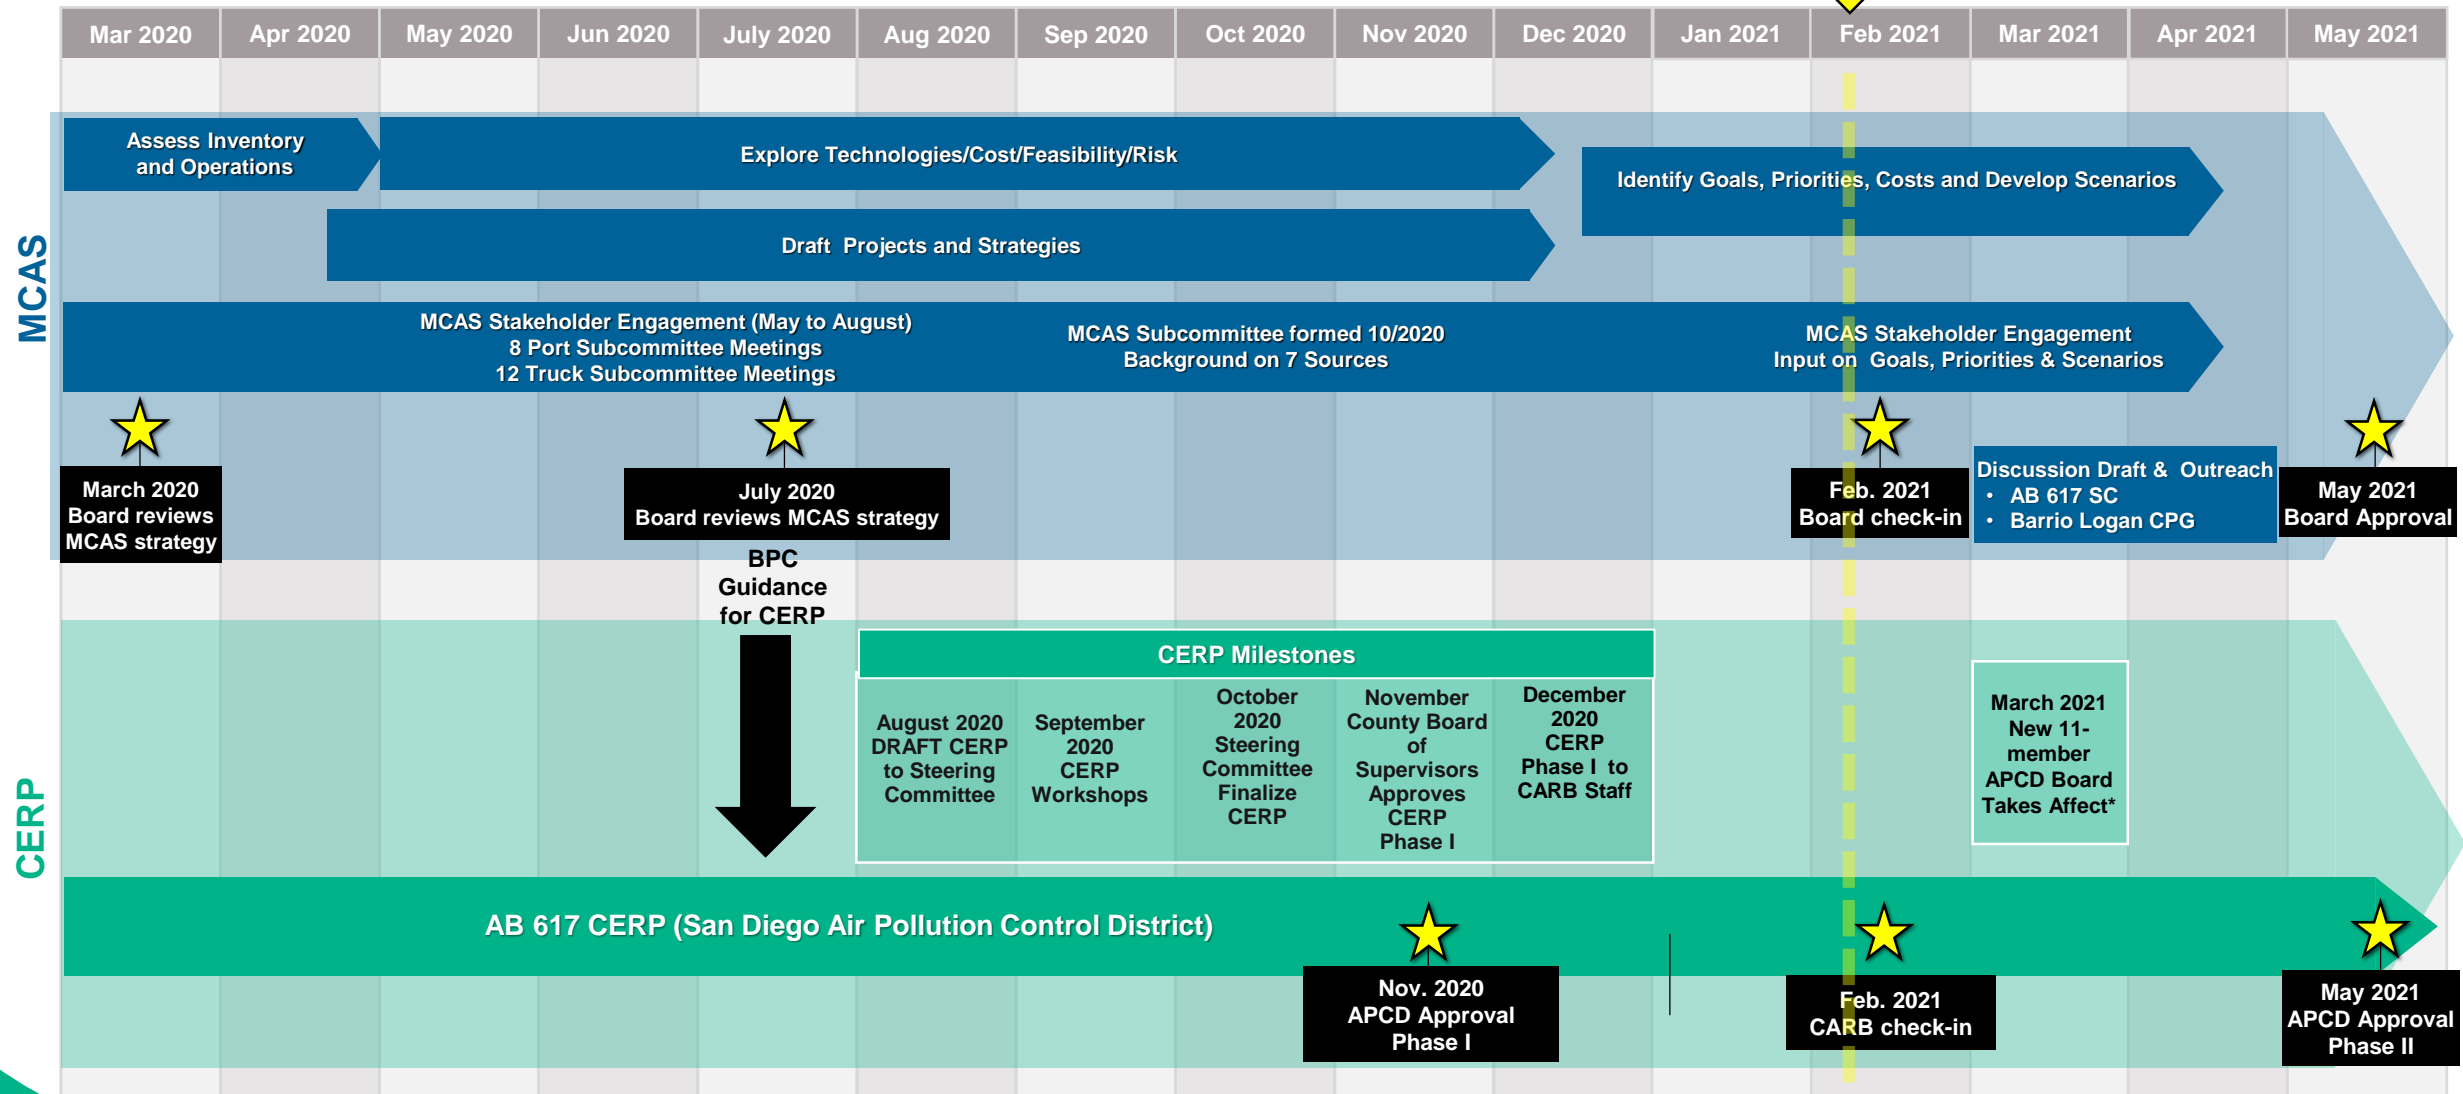 Mar 2020
Apr 2020
May 2020
Jun 2020
July 2020
Aug 2020
Sep 2020
Oct 2020
Nov 2020
Dec 2020
Jan 2021
Feb 2021
Mar 2021
Apr 2021
May 2021
MCAS
Assess Inventory
and Operations
Explore Technologies/Cost/Feasibility/Risk
Identify Goals, Priorities, Costs and Develop Scenarios
Draft Projects and Strategies
MCAS Stakeholder Engagement (May to August)
8 Port Subcommittee Meetings
12 Truck Subcommittee Meetings
MCAS Subcommittee formed 10/2020
Background on 7 Sources
MCAS Stakeholder Engagement
Input on Goals, Priorities & Scenarios
March 2020
Board reviews
MCAS strategy
July 2020
Board reviews MCAS strategy
Feb. 2021
Board check-in
Discussion Draft & Outreach
• AB 617 SC
• Barrio Logan CPG
May 2021
Board Approval
BPC
Guidance
for CERP
CERP
CERP Milestones
August 2020
DRAFT CERP
to Steering
Committee
September
2020
CERP
Workshops
October
2020
Steering
Committee
Finalize
CERP
November
County Board
of
Supervisors
Approves
CERP
Phase I
December
2020
CERP
Phase I to
CARB Staff
March 2021
New 11-
member
APCD Board
Takes Affect*
AB 617 CERP (San Diego Air Pollution Control District)
Nov. 2020
APCD Approval
Phase I
Feb. 2021
CARB check-in
May 2021
APCD Approval
Phase II